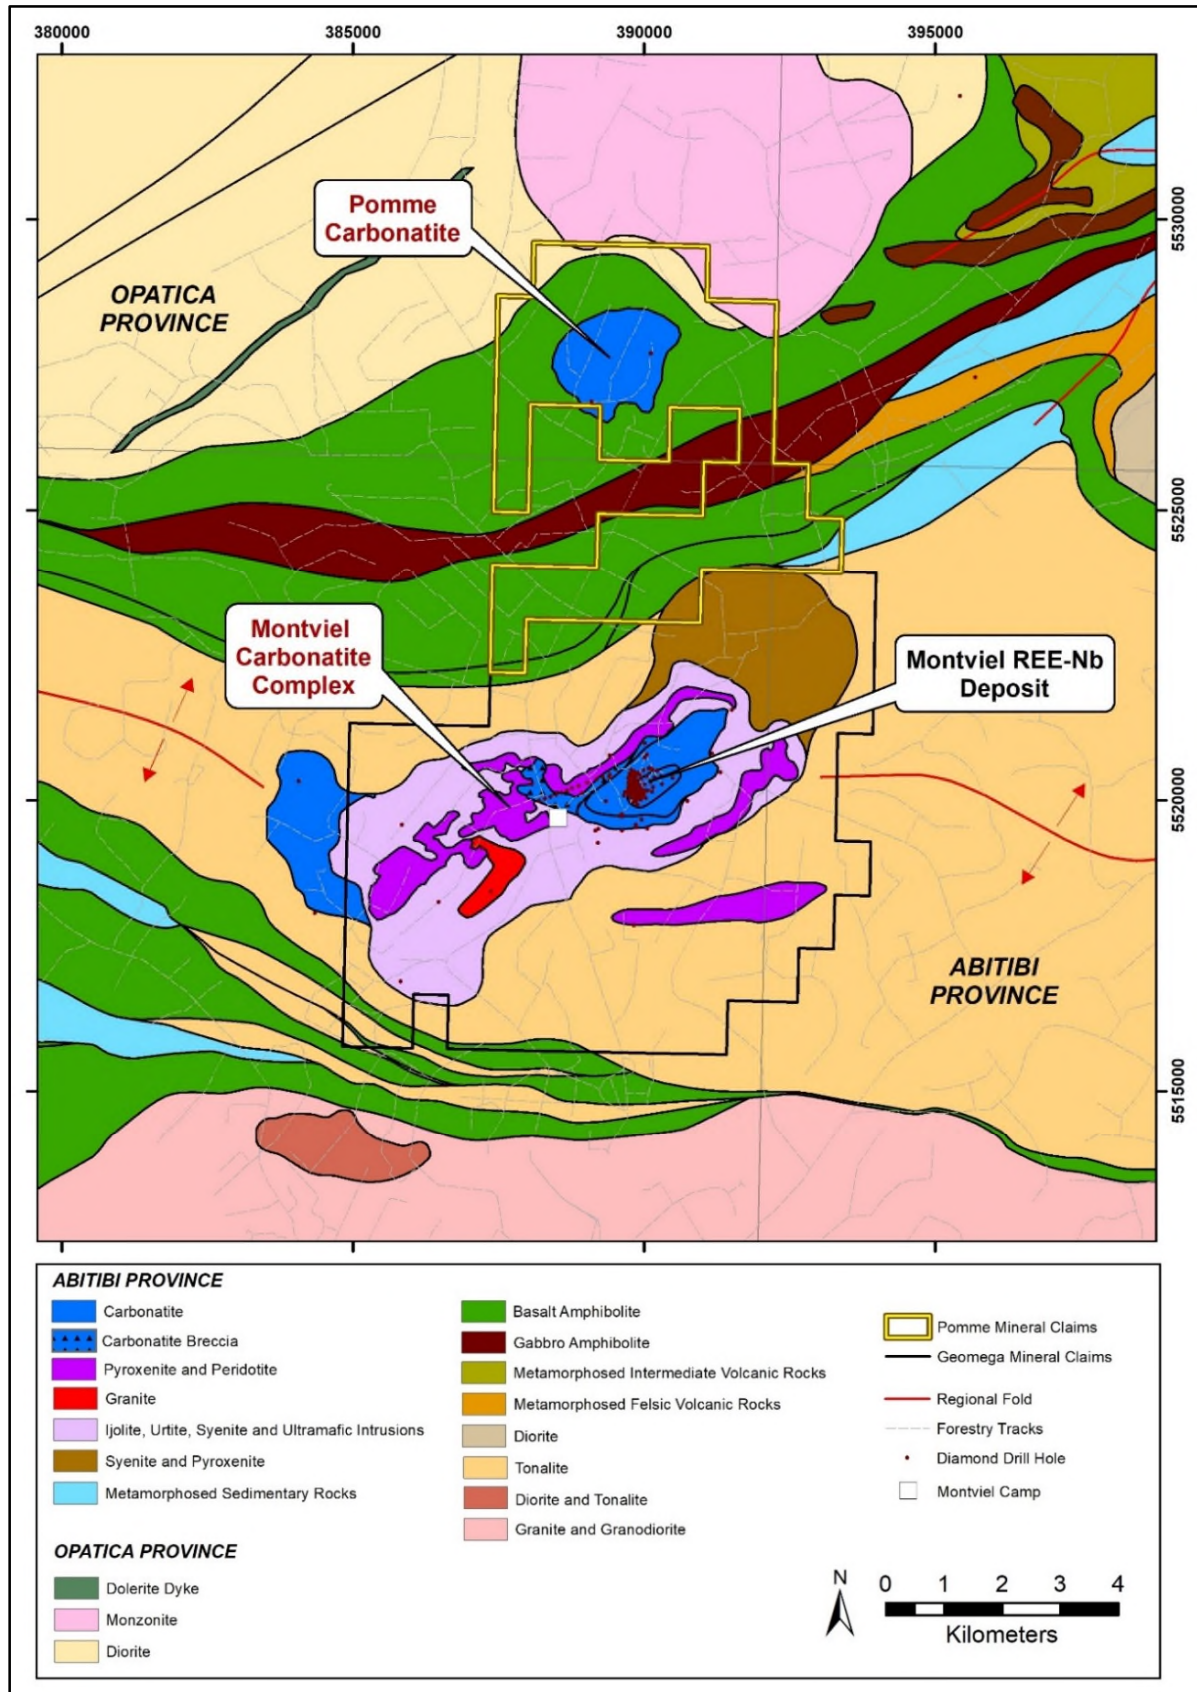 380000 385000 390000 395000
Pomme
Carbonatite
5530000
OPATICA
PROVINCE
5525000
Montviel
Carbonatite
Complex
Montviel REE-Nb
Deposit
5520000
ABITIBI
PROVINCE
5515000
ABITIBI PROVINCE
Carbonatite
Carbonatite Breccia
Pyroxenite and Peridotite
Granite
Ijolite, Urtite, Syenite and Ultramafic Intrusions
Syenite and Pyroxenite
Metamorphosed Sedimentary Rocks
OPATICA PROVINCE
Dolerite Dyke
Monzonite
Diorite
Basalt Amphibolite
Gabbro Amphibolite
Metamorphosed Intermediate Volcanic Rocks
Metamorphosed Felsic Volcanic Rocks
Diorite
Tonalite
Diorite and Tonalite
Granite and Granodiorite
Pomme Mineral Claims
Geomega Mineral Claims
Regional Fold
Forestry Tracks
Diamond Drill Hole
Montviel Camp
N
0 1 2 3 4
Kilometers